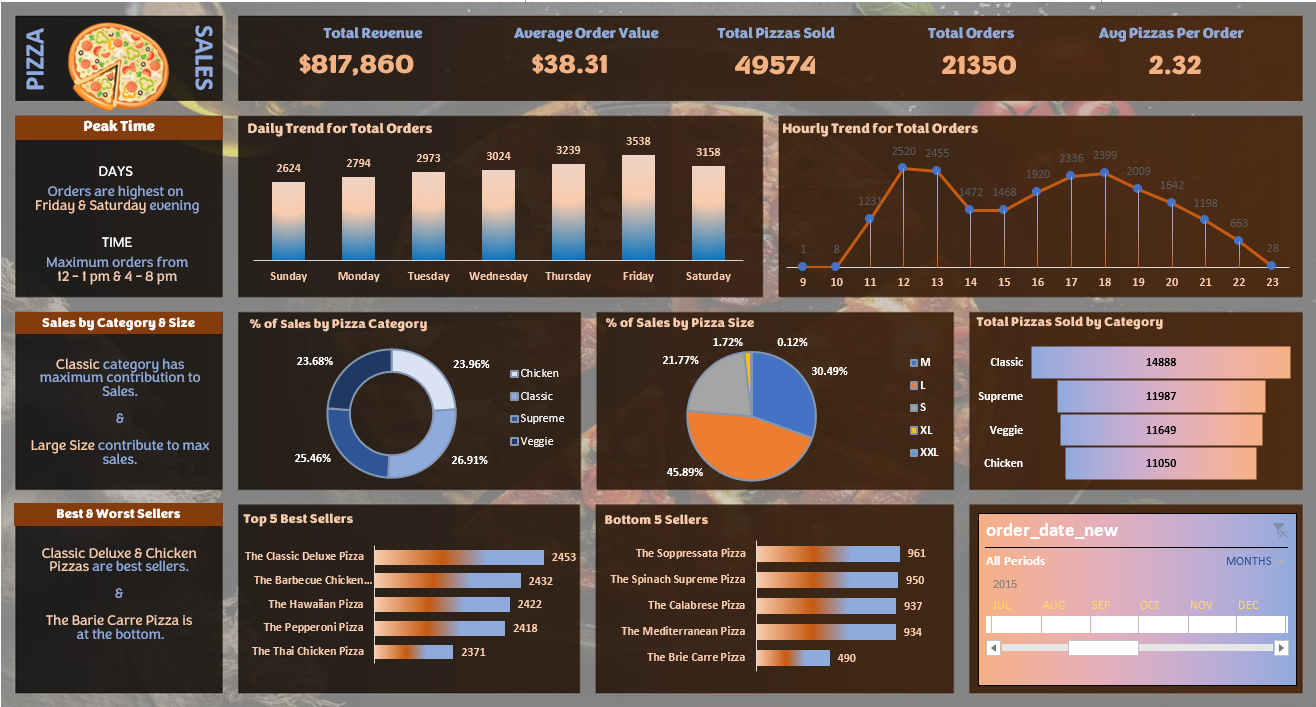 PIZZA
SALES
Total Revenue
$817,860
Average Order Value
$38.31
Total Pizzas Sold
49574
Total Orders
21350
Avg Pizzas Per Order
2.32
Peak Time
DAYS
Orders are highest on
Friday & Saturday evening
TIME
Maximum orders from
12 - 1 pm & 4 - 8 pm
Daily Trend for Total Orders
2624
2794
2973
3024
3239
3538
3158
Sunday
Monday
Tuesday
Wednesday
Thursday
Friday
Saturday
Hourly Trend for Total Orders
1
8
1231
2520
2455
1472
1468
1920
2336
2399
2009
1642
1198
663
28
9
10
11
12
13
14
15
16
17
18
19
20
21
22
23
Sales by Category & Size
Classic category has
maximum contribution to
Sales.
&
Large Size contribute to max
sales.
% of Sales by Pizza Category
23.68%
23.96%
25.46%
26.91%
Chicken
Classic
Supreme
Veggie
% of Sales by Pizza Size
1.72%
0.12%
21.77%
30.49%
45.89%
M
L
S
XL
XXL
Total Pizzas Sold by Category
Classic 14888
Supreme 11987
Veggie 11649
Chicken 11050
Best & Worst Sellers
Classic Deluxe & Chicken
Pizzas are best sellers.
&
The Barie Carre Pizza is
at the bottom.
Top 5 Best Sellers
The Classic Deluxe Pizza 2453
The Barbecue Chicken... 2432
The Hawaiian Pizza 2422
The Pepperoni Pizza 2418
The Thai Chicken Pizza 2371
Bottom 5 Sellers
The Soppressata Pizza 961
The Spinach Supreme Pizza 950
The Calabrese Pizza 937
The Mediterranean Pizza 934
The Brie Carre Pizza 490
order_date_new
All Periods
MONTHS
2015
JUL
AUG
SEP
OCT
NOV
DEC